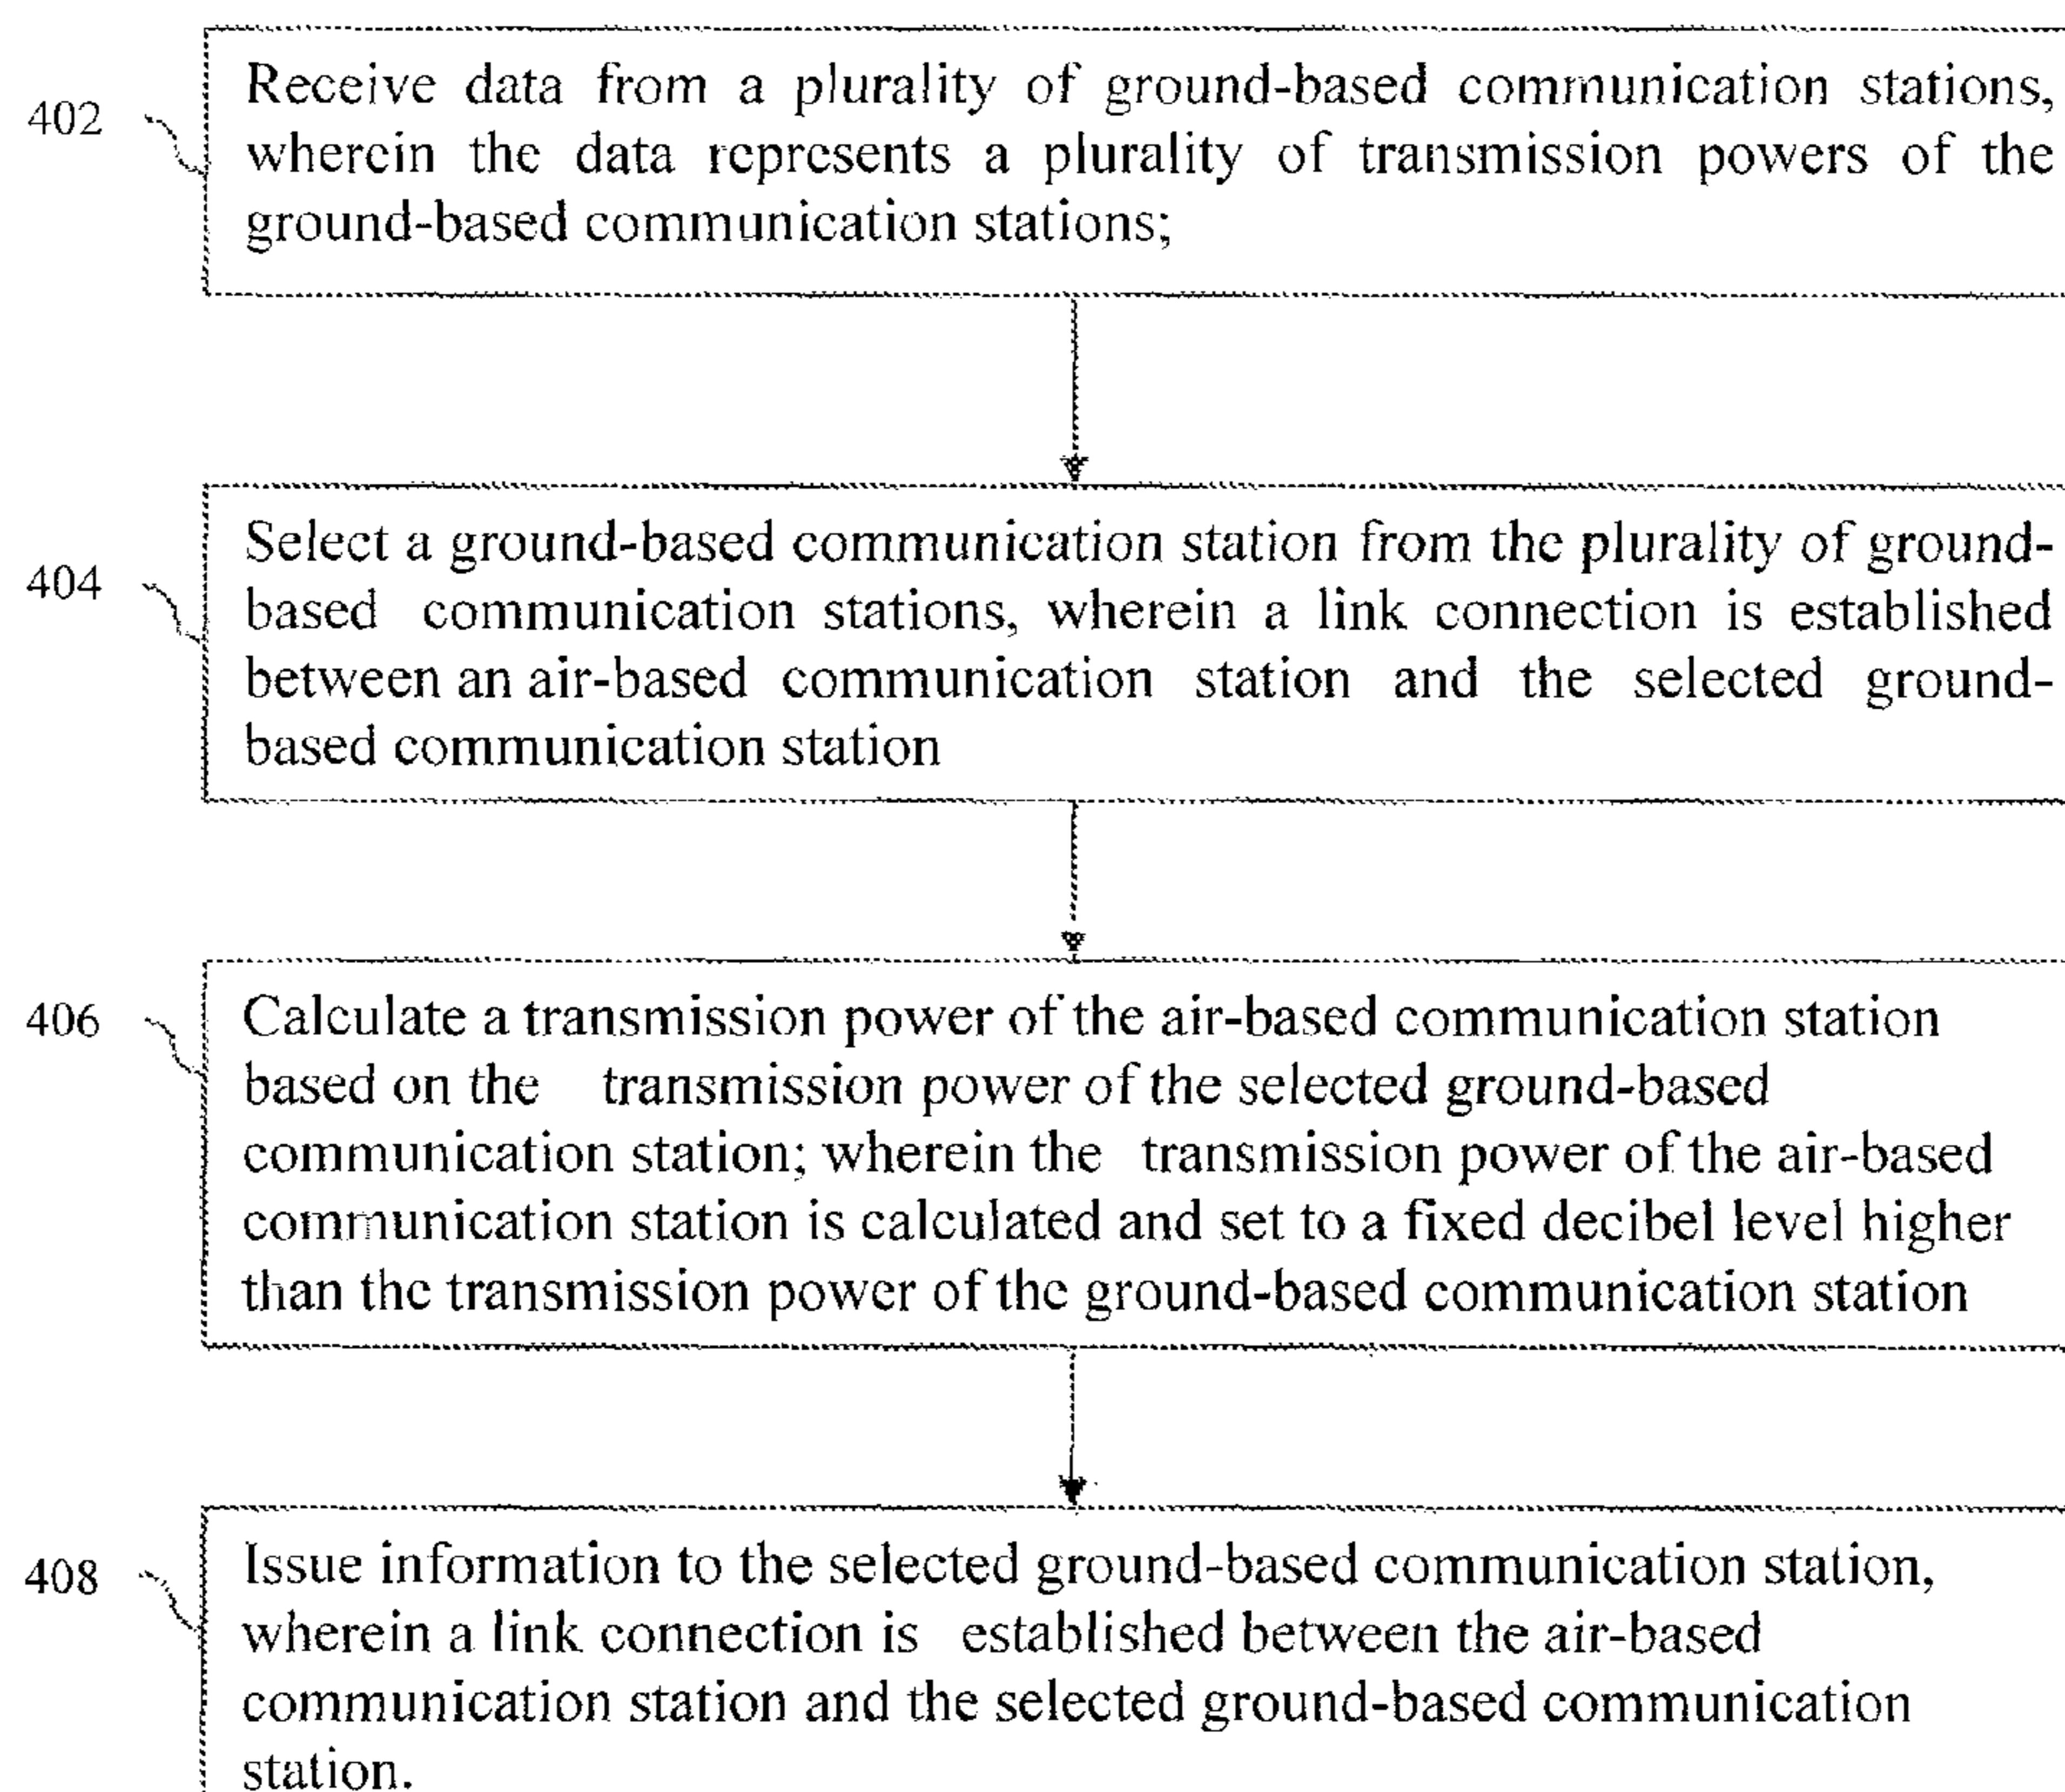 402
Receive data from a plurality of ground-based communication stations,
wherein the data represents a plurality of transmission powers of the
ground-based communication stations;
404
Select a ground-based communication station from the plurality of ground-
based communication stations, wherein a link connection is established
between an air-based communication station and the selected ground-
based communication station
406
Calculate a transmission power of the air-based communication station
based on the transmission power of the selected ground-based
communication station; wherein the transmission power of the air-based
communication station is calculated and set to a fixed decibel level higher
than the transmission power of the ground-based communication station
408
Issue information to the selected ground-based communication station,
wherein a link connection is established between the air-based
communication station and the selected ground-based communication
station.